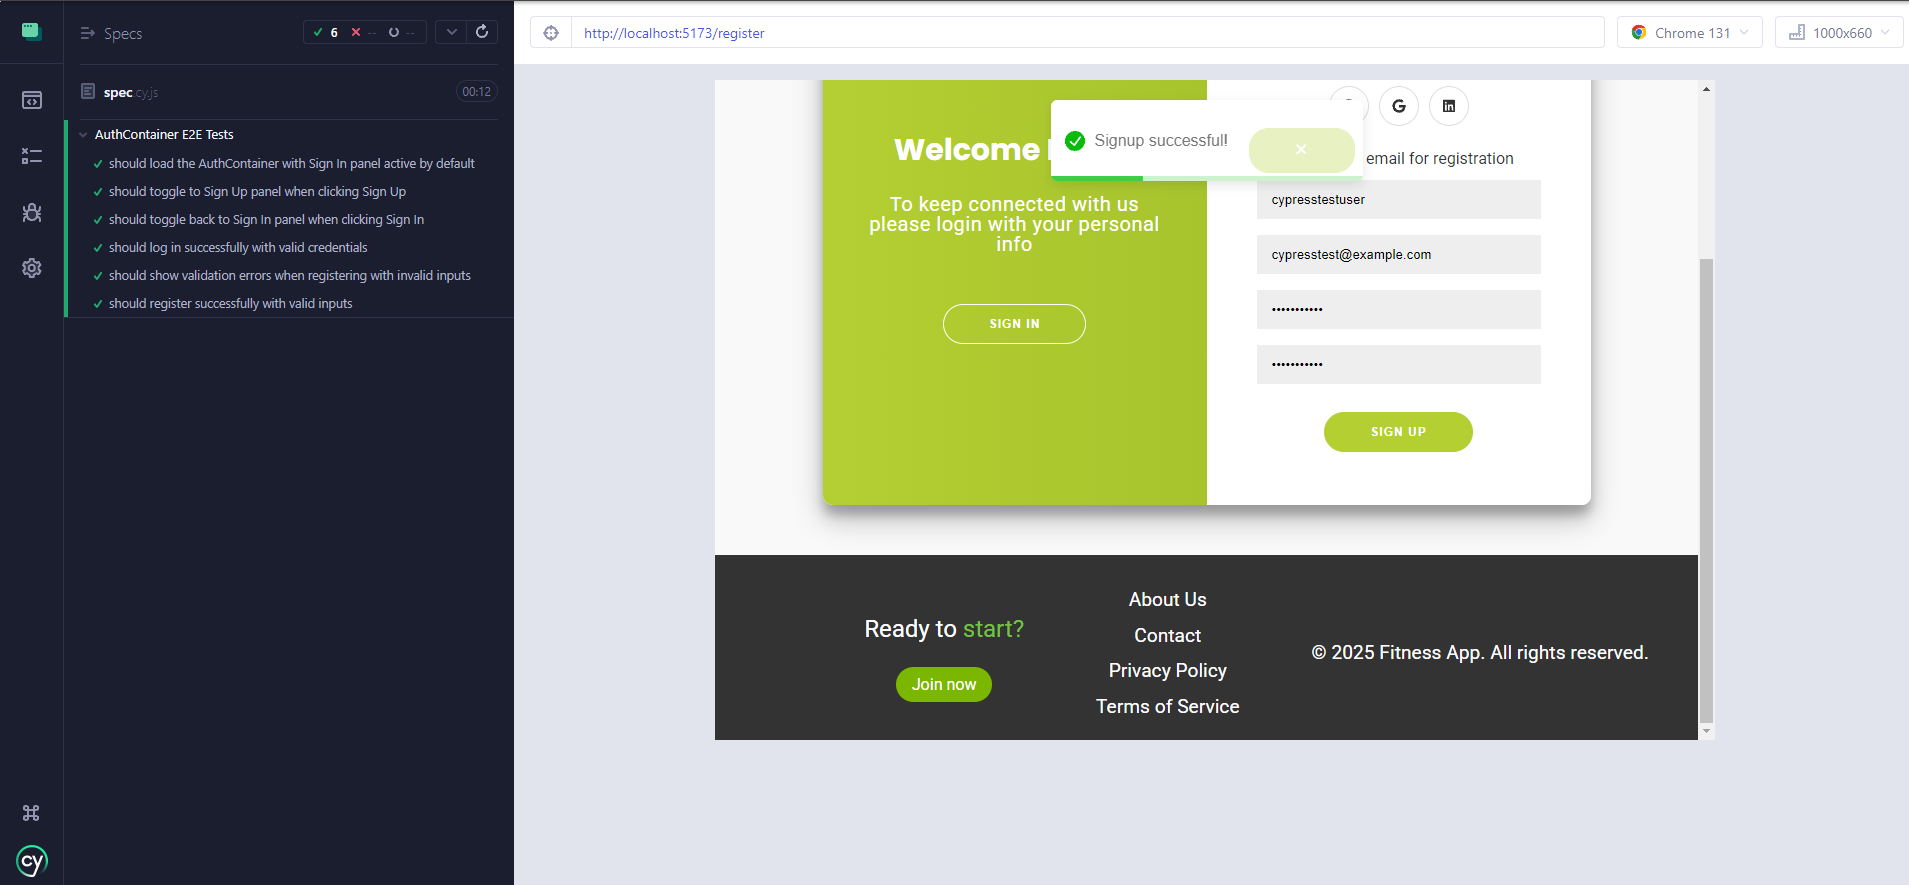 Specs
6 -- --
spec.cy.js 00:12
AuthContainer E2E Tests
should load the AuthContainer with Sign In panel active by default
should toggle to Sign Up panel when clicking Sign Up
should toggle back to Sign In panel when clicking Sign In
should log in successfully with valid credentials
should show validation errors when registering with invalid inputs
should register successfully with valid inputs
cy
http://localhost:5173/register
Chrome 131
1000x660
Welcome
To keep connected with us
please login with your personal
info
SIGN IN
Signup successful!
email for registration
cypresstestuser
cypresstest@example.com
•••••••••••
•••••••••••
SIGN UP
Ready to start?
Join now
About Us
Contact
Privacy Policy
Terms of Service
© 2025 Fitness App. All rights reserved.